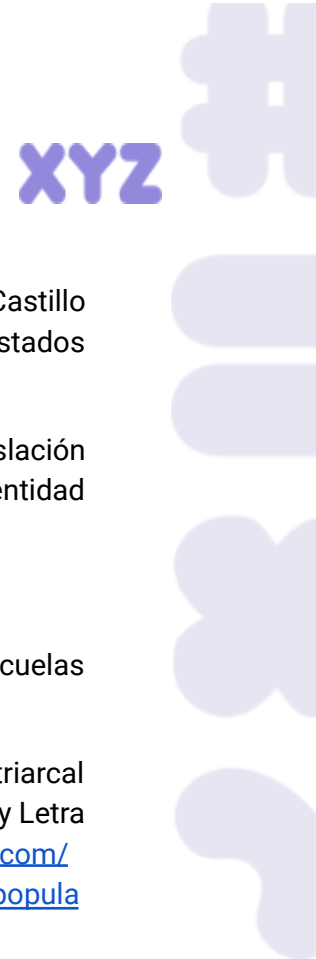 XYZ
Castillo
stados
slación
entidad
cuelas
triarcal
y Letra
com/
popula